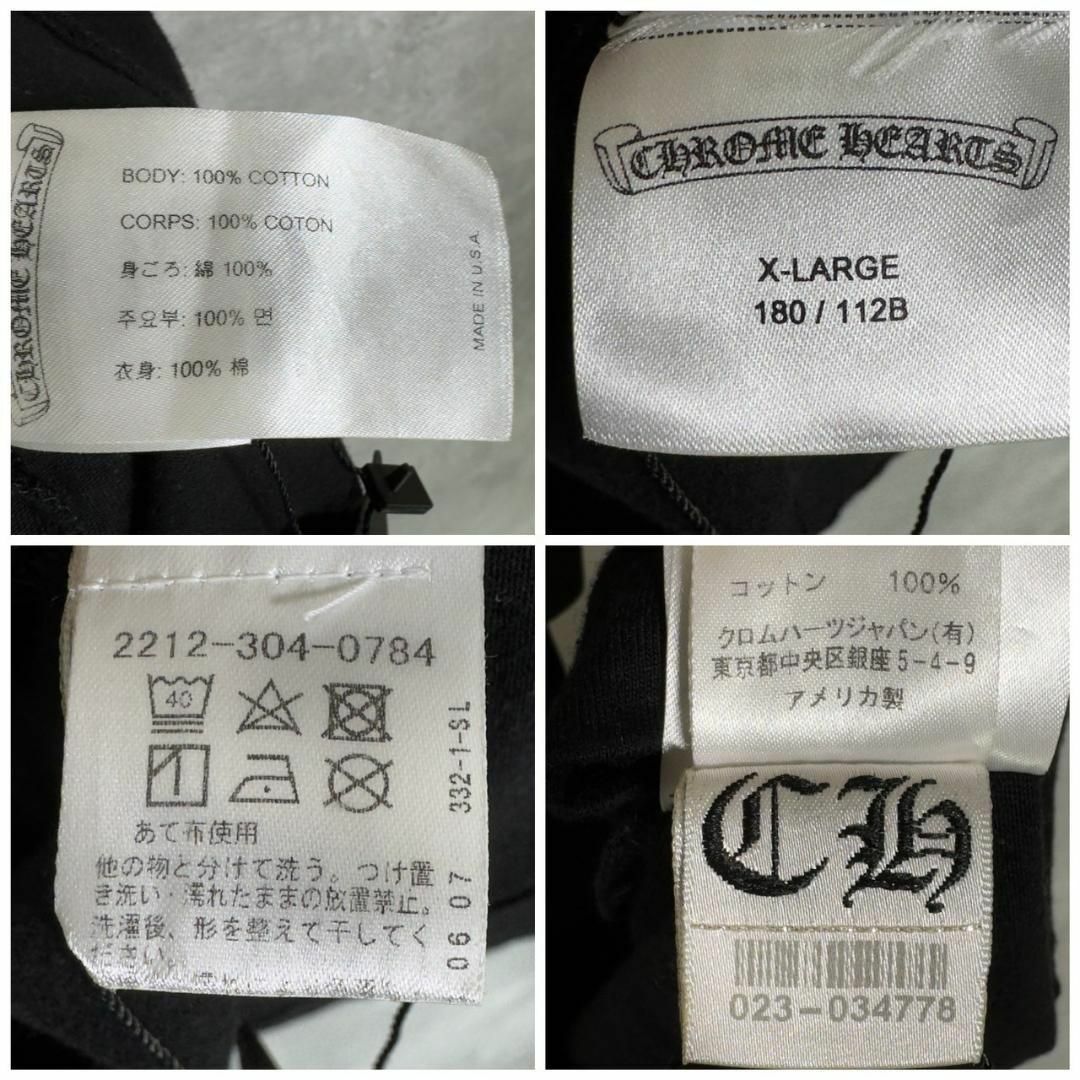 CHROME HEARTS
BODY: 100% COTTON
CORPS: 100% COTON
身ごろ: 綿 100%
주요부: 100% 면
衣身: 100% 棉
MADE IN U.S.A.
CHROME HEARTS
X-LARGE
180 / 112B
2212-304-0784
40
あて布使用
他の物と分けて洗う。つけ置
き洗い・濡れたままの放置禁止。
洗濯後、形を整えて干してく
ださい。
332-1-SL
06 07
コットン 100%
クロムハーツジャパン(有)
東京都中央区銀座5-4-9
アメリカ製
CH
023-034778